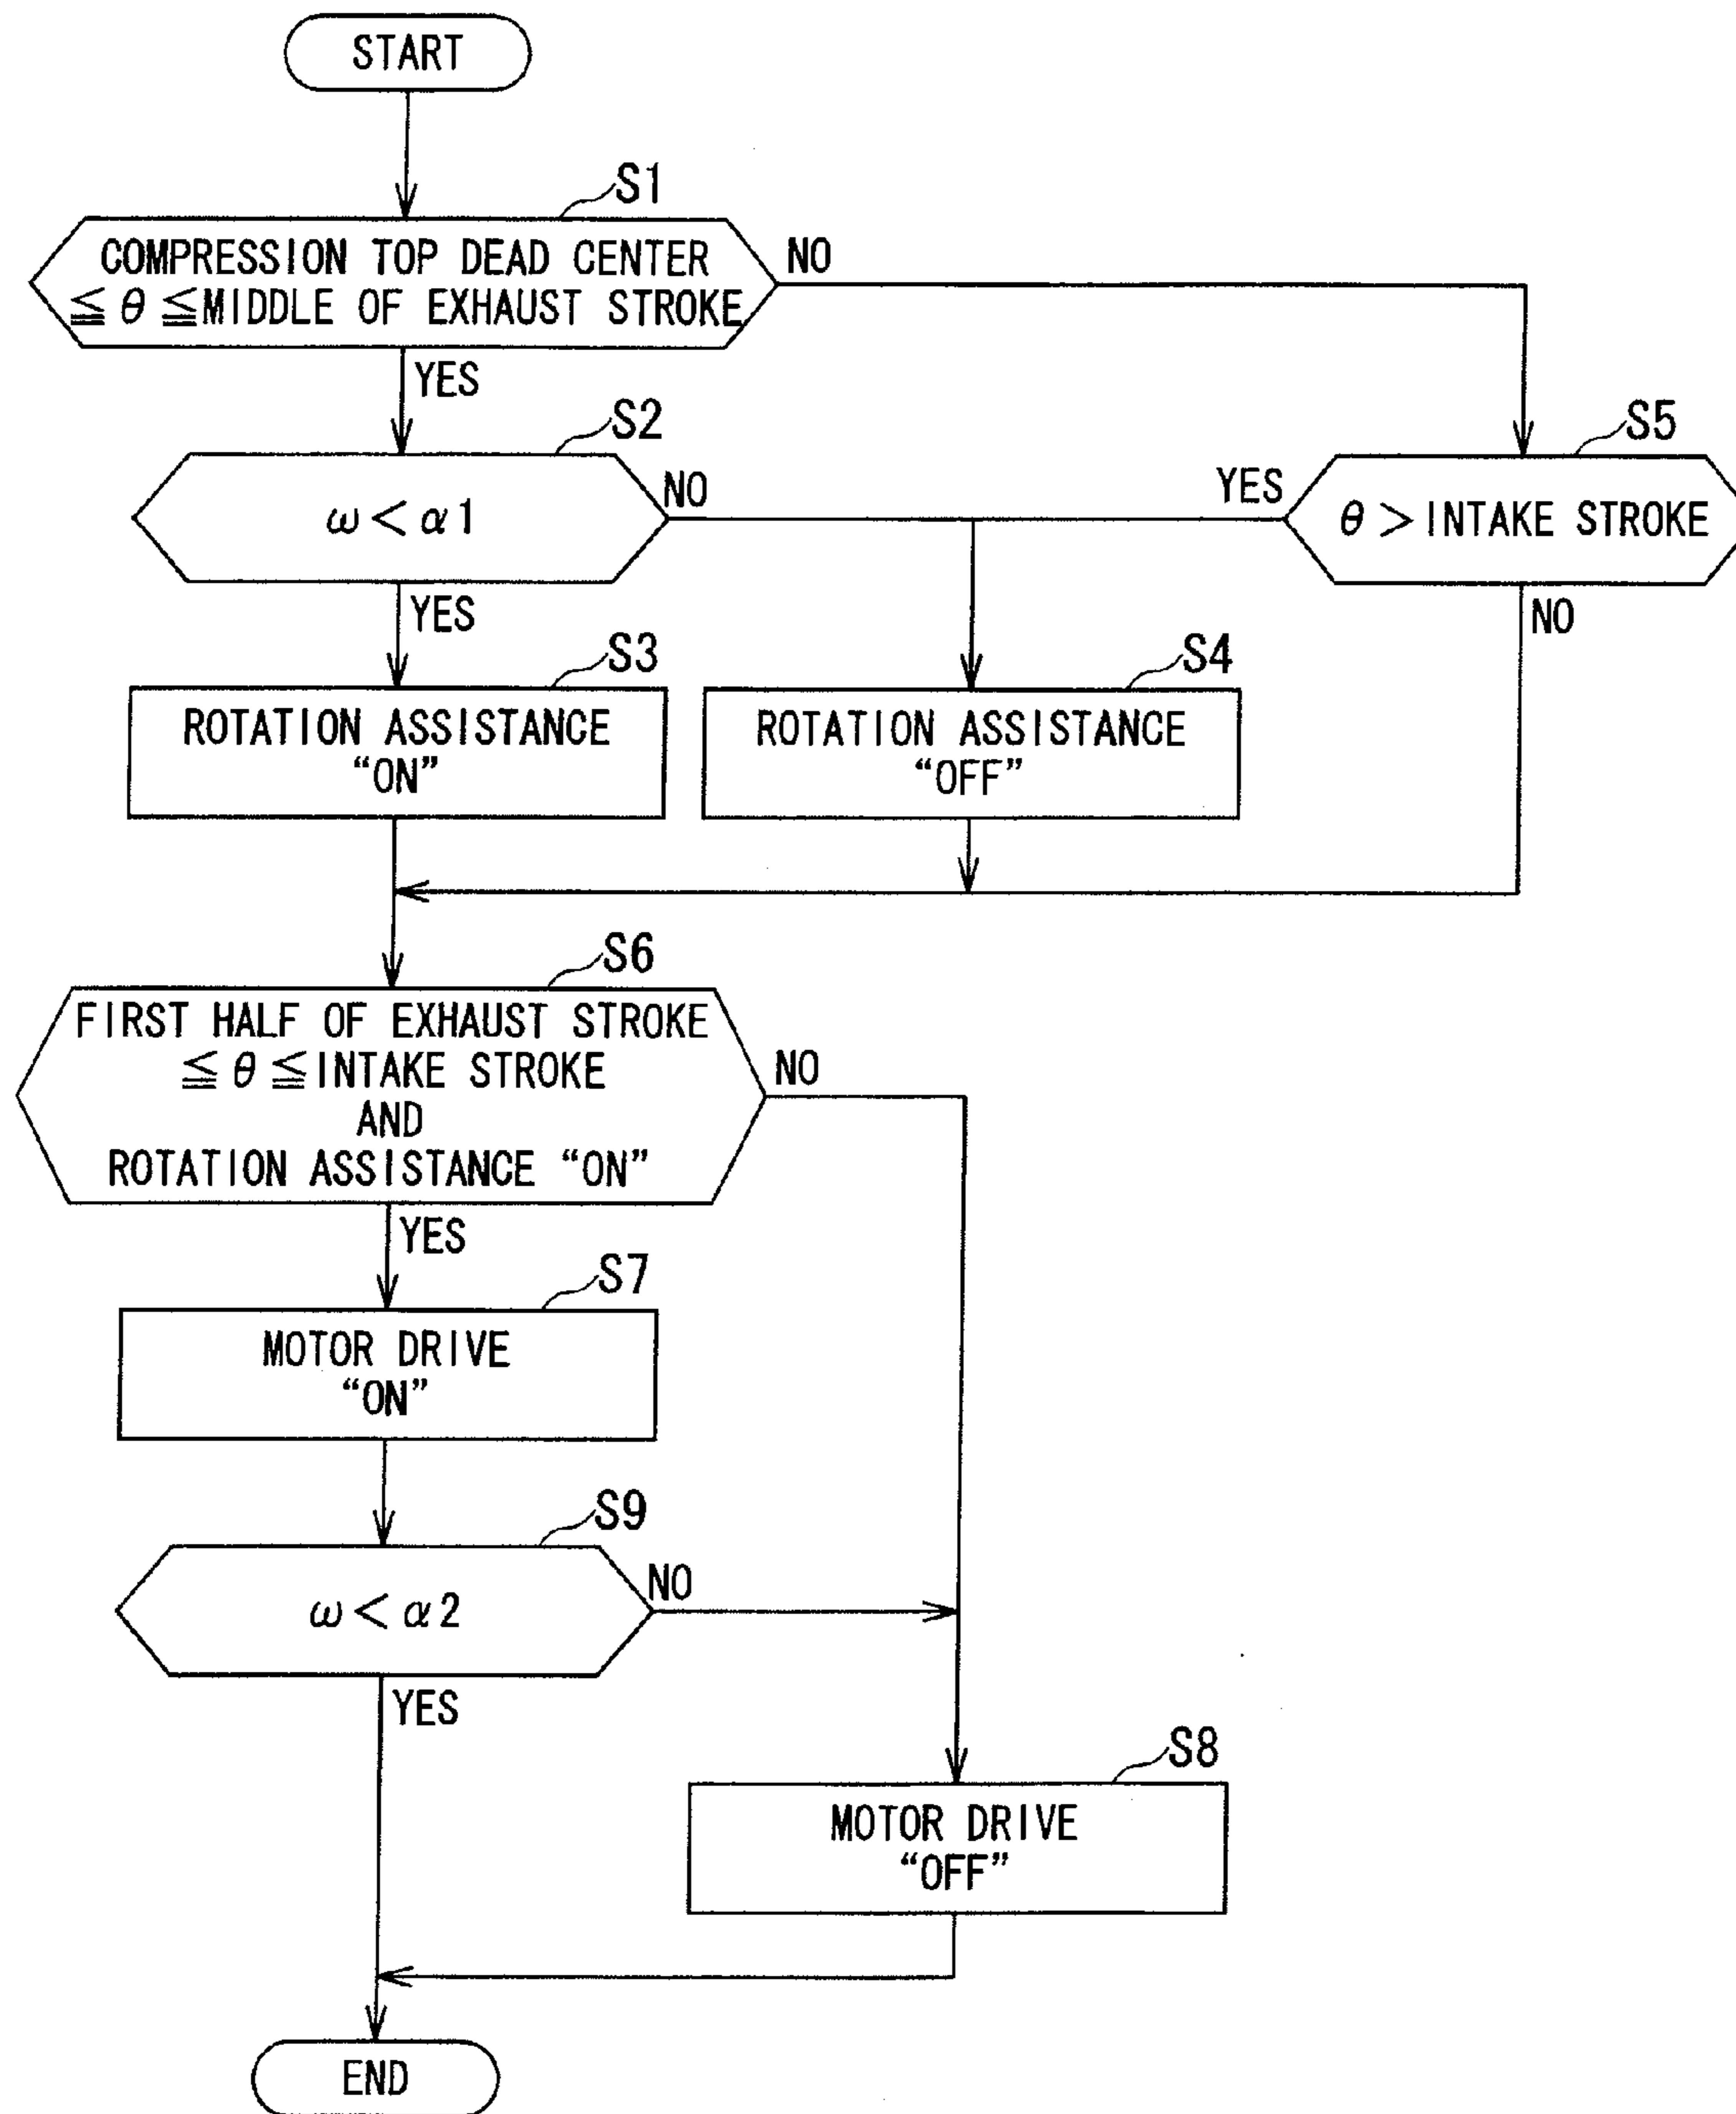 START
S1
COMPRESSION TOP DEAD CENTER
≦ θ ≦ MIDDLE OF EXHAUST STROKE
NO
YES
S2
ω < α1
NO
YES
S5
θ > INTAKE STROKE
YES
NO
S3
ROTATION ASSISTANCE
“ON”
S4
ROTATION ASSISTANCE
“OFF”
S6
FIRST HALF OF EXHAUST STROKE
≦ θ ≦ INTAKE STROKE
AND
ROTATION ASSISTANCE “ON”
NO
YES
S7
MOTOR DRIVE
“ON”
S9
ω < α2
NO
YES
S8
MOTOR DRIVE
“OFF”
END